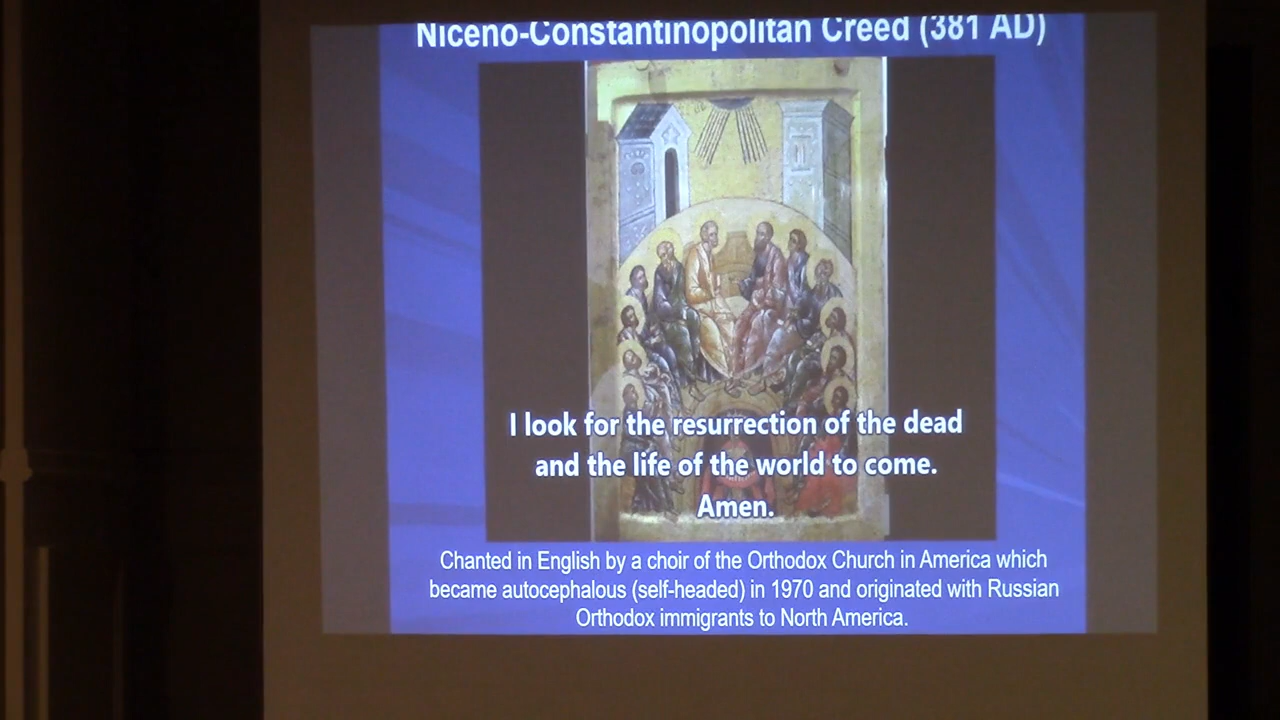 Niceno-Constantinopolitan Creed (381 AD)
I look for the resurrection of the dead
and the life of the world to come.
Amen.
Chanted in English by a choir of the Orthodox Church in America which
became autocephalous (self-headed) in 1970 and originated with Russian
Orthodox immigrants to North America.